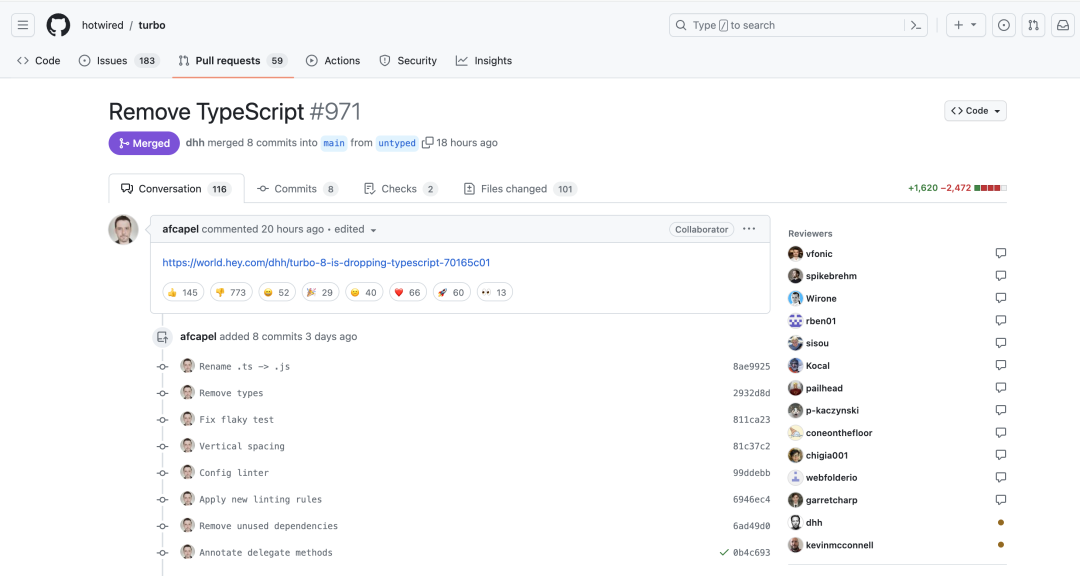 hotwired / turbo
Type / to search
Code
Issues 183
Pull requests 59
Actions
Security
Insights
Remove TypeScript #971
<> Code
Merged
dhh merged 8 commits into main from untyped 18 hours ago
Conversation 116
Commits 8
Checks 2
Files changed 101
+1,620 −2,472
afcapel commented 20 hours ago • edited
Collaborator
https://world.hey.com/dhh/turbo-8-is-dropping-typescript-70165c01
👍 145 👎 773 😄 52 🎉 29 😕 40 ❤️ 66 🚀 60 👀 13
afcapel added 8 commits 3 days ago
Rename .ts -> .js 8ae9925
Remove types 2932d8d
Fix flaky test 811ca23
Vertical spacing 81c37c2
Config linter 99ddebb
Apply new linting rules 6946ec4
Remove unused dependencies 6ad49d0
Annotate delegate methods 0b4c693
Reviewers
vfonic
spikebrehm
Wirone
rben01
sisou
Kocal
pailhead
p-kaczynski
coneonthefloor
chigia001
webfolderio
garretcharp
dhh
kevinmcconnell